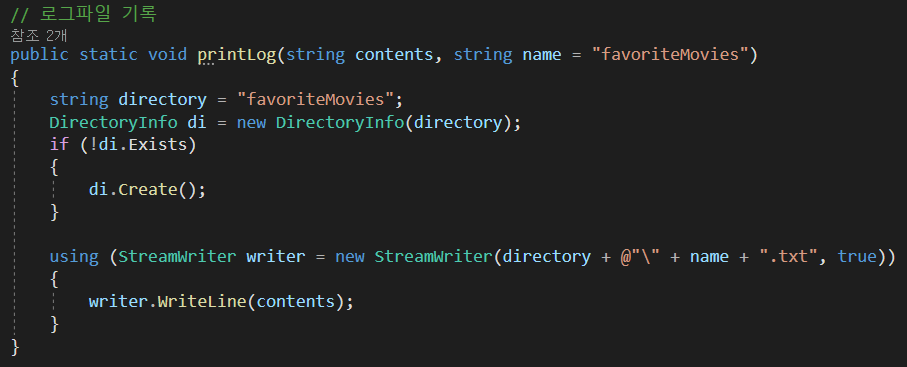 // 로그파일 기록
참조 2개
public static void printLog(string contents, string name = "favoriteMovies")
{
    string directory = "favoriteMovies";
    DirectoryInfo di = new DirectoryInfo(directory);
    if (!di.Exists)
    {
        di.Create();
    }

    using (StreamWriter writer = new StreamWriter(directory + @"\" + name + ".txt", true))
    {
        writer.WriteLine(contents);
    }
}